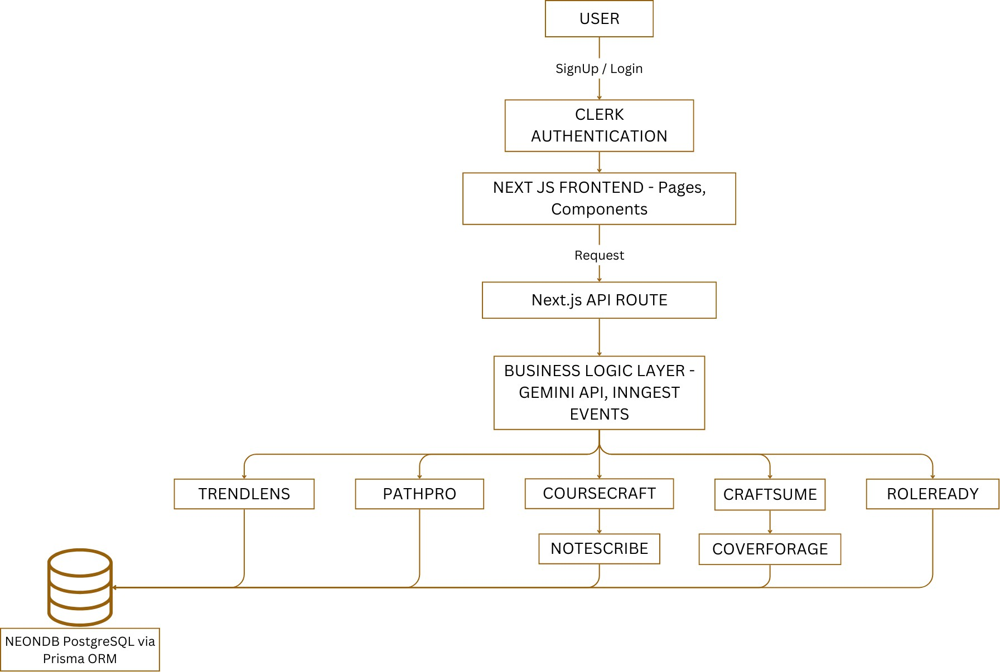 USER
SignUp / Login
CLERK
AUTHENTICATION
NEXT JS FRONTEND - Pages,
Components
Request
Next.js API ROUTE
BUSINESS LOGIC LAYER -
GEMINI API, INNGEST
EVENTS
TRENDLENS
PATHPRO
COURSECRAFT
CRAFTSUME
ROLEREADY
NOTESCRIBE
COVERFORAGE
NEONDB PostgreSQL via
Prisma ORM